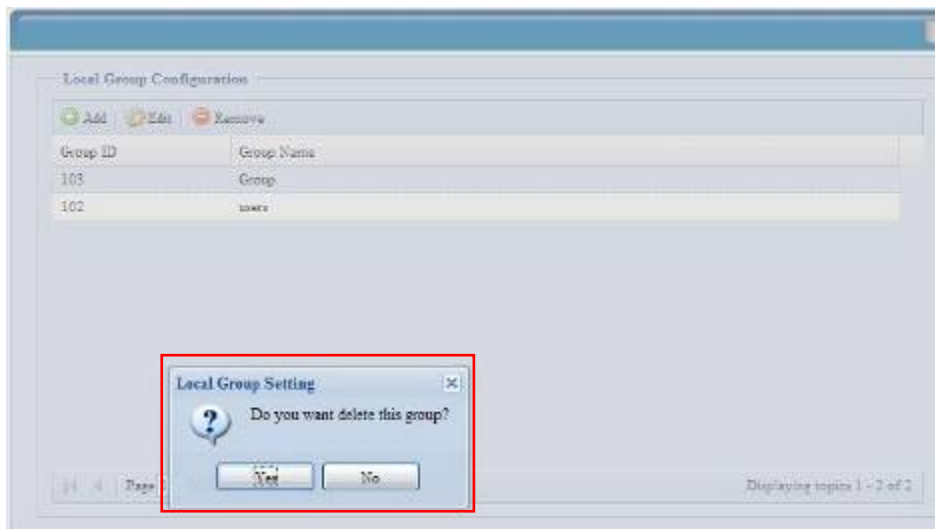 Local Group Configuration
Add Edit Remove
Group ID Group Name
103 Group
102 users
Local Group Setting
Do you want delete this group?
Yes No
Page
Displaying topics 1 - 2 of 2